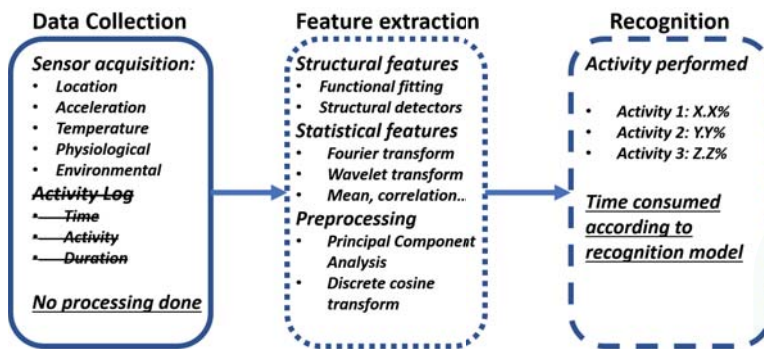 Data Collection
Sensor acquisition:
• Location
• Acceleration
• Temperature
• Physiological
• Environmental
Activity Log
• Time
• Activity
• Duration
No processing done
Feature extraction
Structural features
• Functional fitting
• Structural detectors
Statistical features
• Fourier transform
• Wavelet transform
• Mean, correlation...
Preprocessing
• Principal Component
Analysis
• Discrete cosine
transform
Recognition
Activity performed
• Activity 1: X.X%
• Activity 2: Y.Y%
• Activity 3: Z.Z%
Time consumed
according to
recognition model